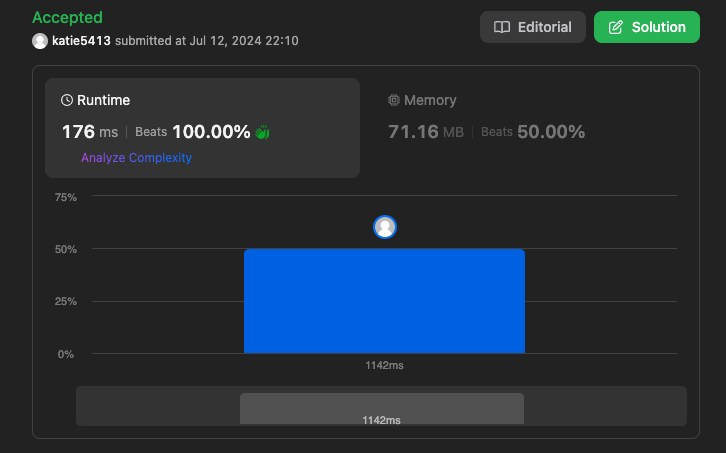 Accepted
katie5413 submitted at Jul 12, 2024 22:10
Editorial
Solution
Runtime
176 ms | Beats 100.00%
Analyze Complexity
Memory
71.16 MB | Beats 50.00%
75%
50%
25%
0%
1142ms
1142ms